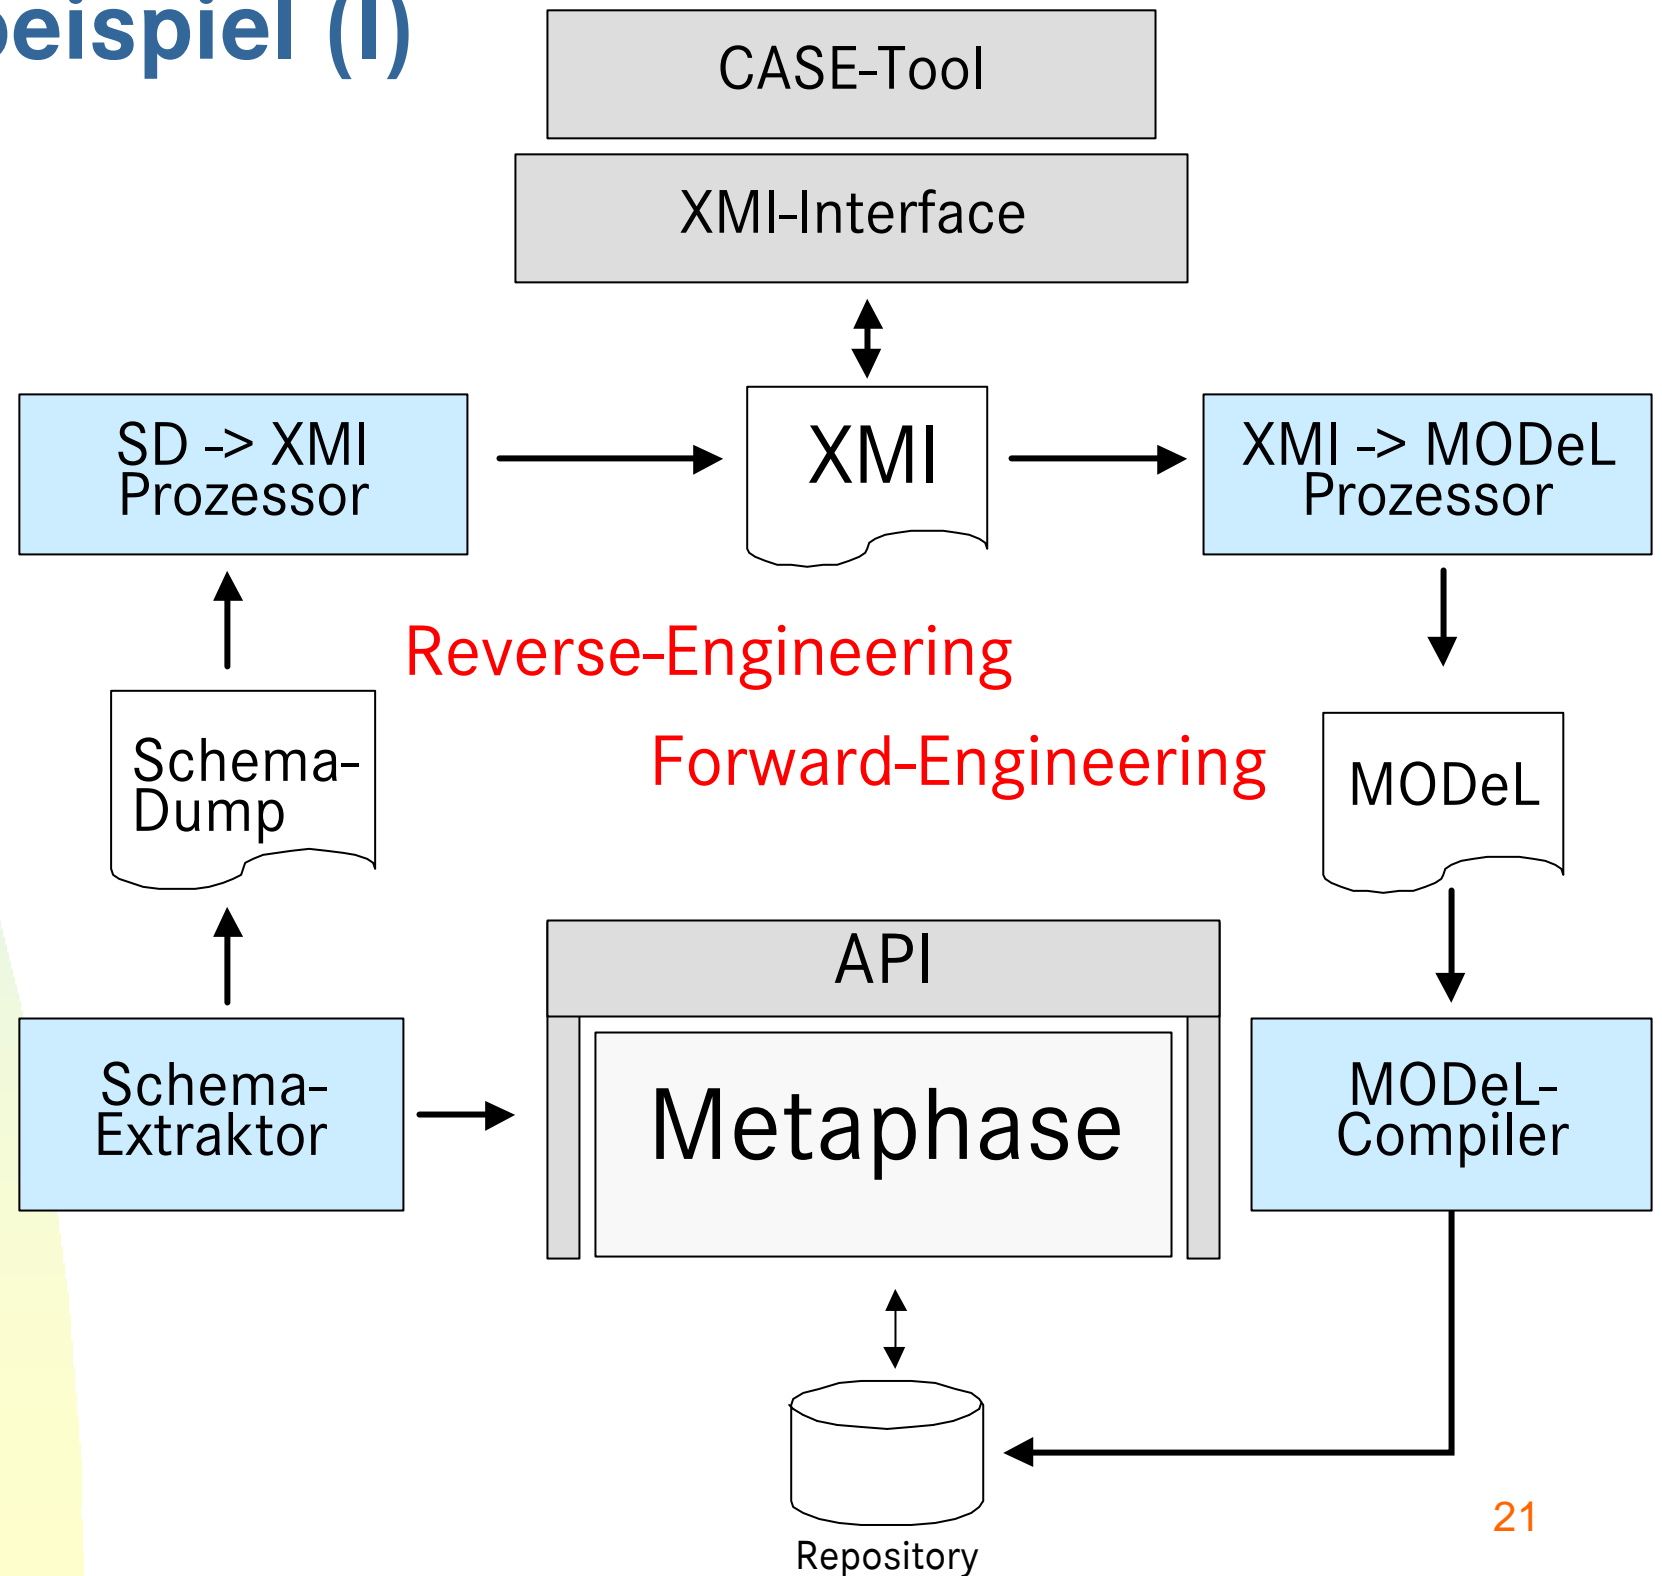 beispiel (I)
CASE-Tool
XMI-Interface
SD -> XMI
Prozessor
XMI
XMI -> MODeL
Prozessor
Reverse-Engineering
Forward-Engineering
Schema-
Dump
MODeL
API
Schema-
Extraktor
Metaphase
MODeL-
Compiler
Repository
21